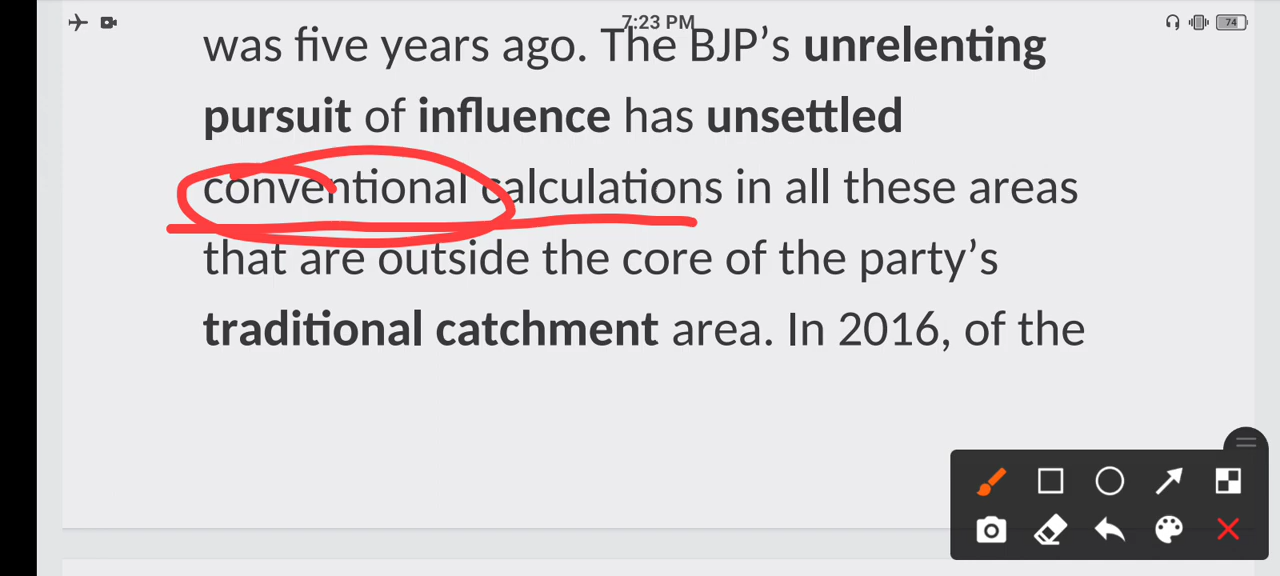 7:23 PM
74
was five years ago. The BJP’s unrelenting
pursuit of influence has unsettled
conventional calculations in all these areas
that are outside the core of the party’s
traditional catchment area. In 2016, of the